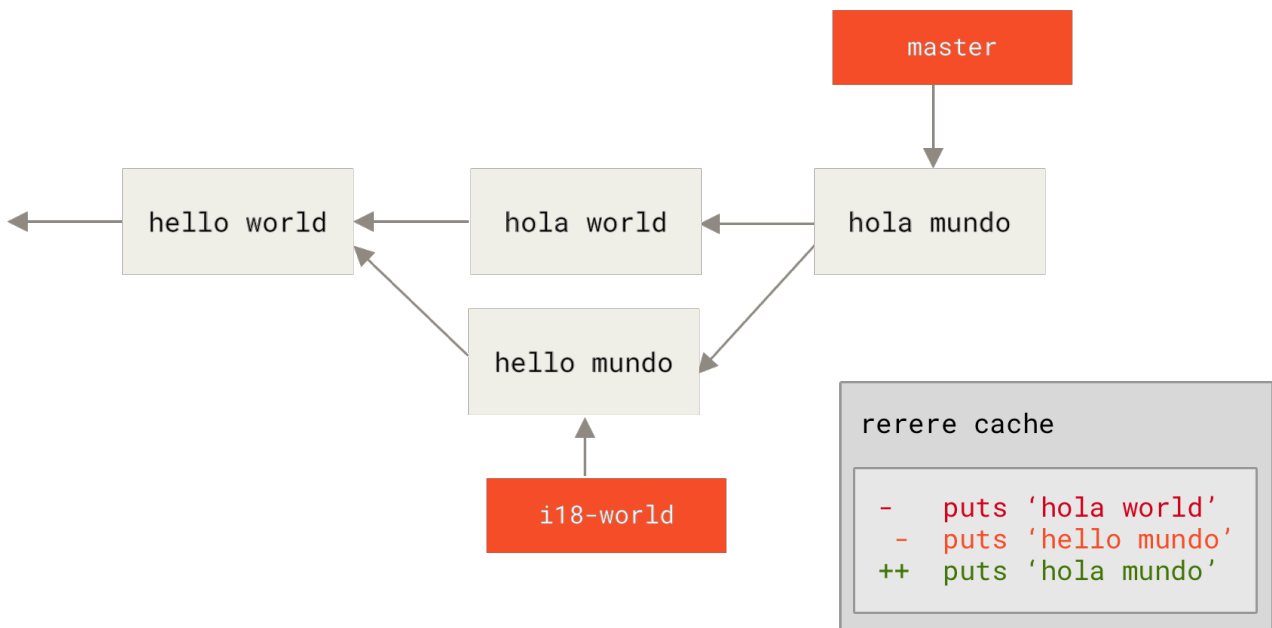 master
hello world
hola world
hola mundo
hello mundo
i18-world
rerere cache
- puts ‘hola world’
- puts ‘hello mundo’
++ puts ‘hola mundo’